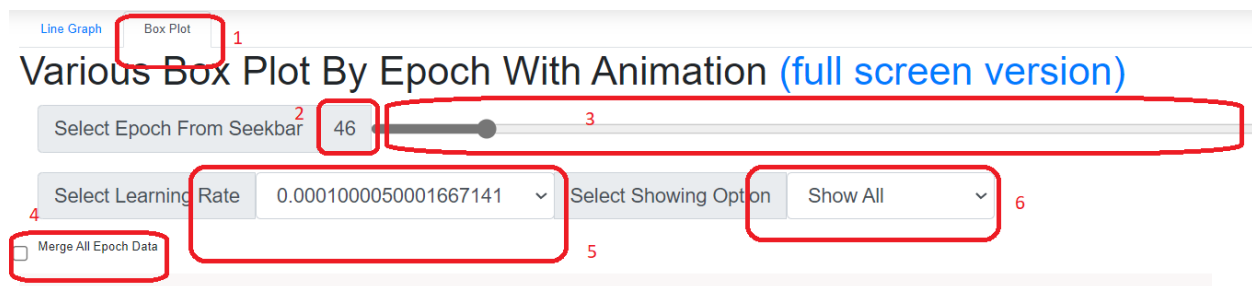 Line Graph Box Plot 1
Various Box Plot By Epoch With Animation (full screen version)
Select Epoch From Seekbar 2 46 3
Select Learning Rate 0.0001000050001667141 Select Showing Option Show All 6
4
Merge All Epoch Data 5